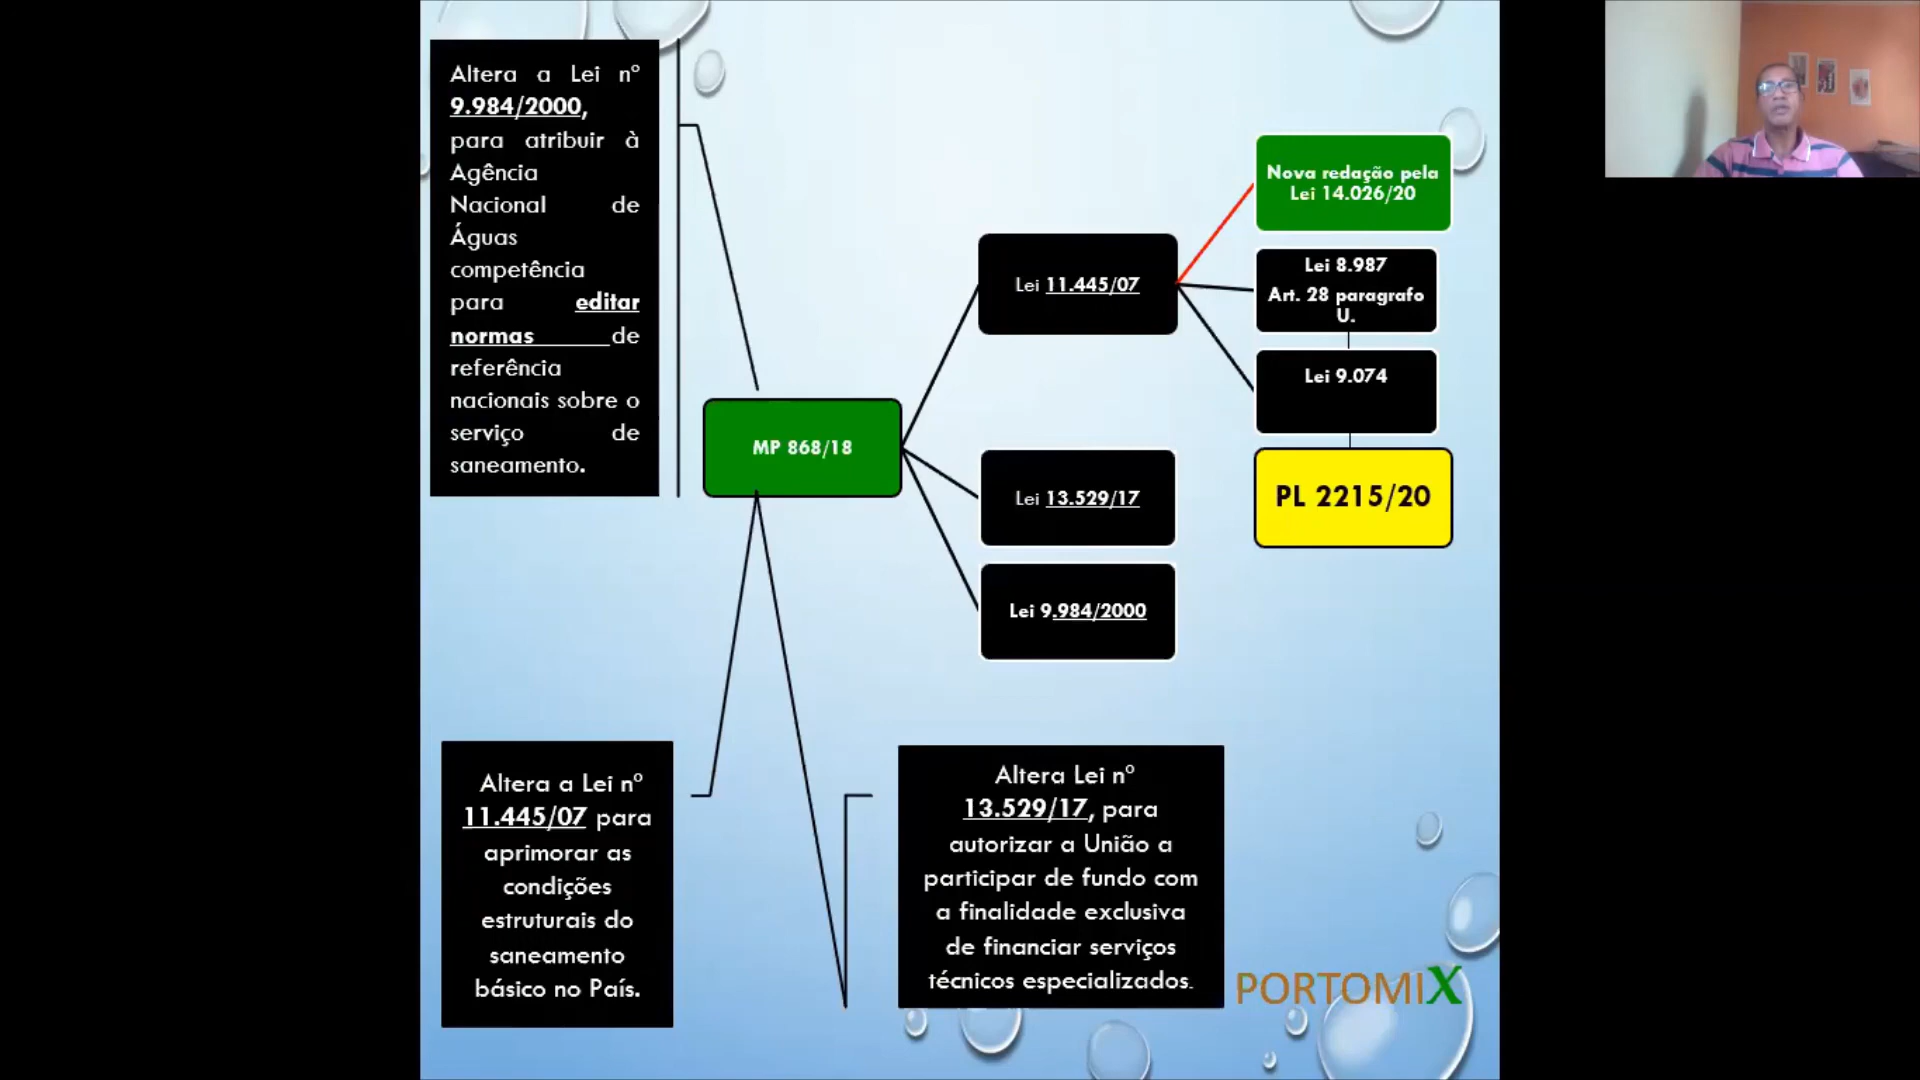 Altera a Lei nº
9.984/2000,
para atribuir à
Agência
Nacional de
Águas
competência
para editar
normas de
referência
nacionais sobre o
serviço de
saneamento.
MP 868/18
Lei 11.445/07
Lei 13.529/17
Lei 9.984/2000
Nova redação pela
Lei 14.026/20
Lei 8.987
Art. 28 paragrafo
U.
Lei 9.074
PL 2215/20
Altera a Lei nº
11.445/07 para
aprimorar as
condições
estruturais do
saneamento
básico no País.
Altera Lei nº
13.529/17, para
autorizar a União a
participar de fundo com
a finalidade exclusiva
de financiar serviços
técnicos especializados.
PORTOMIX